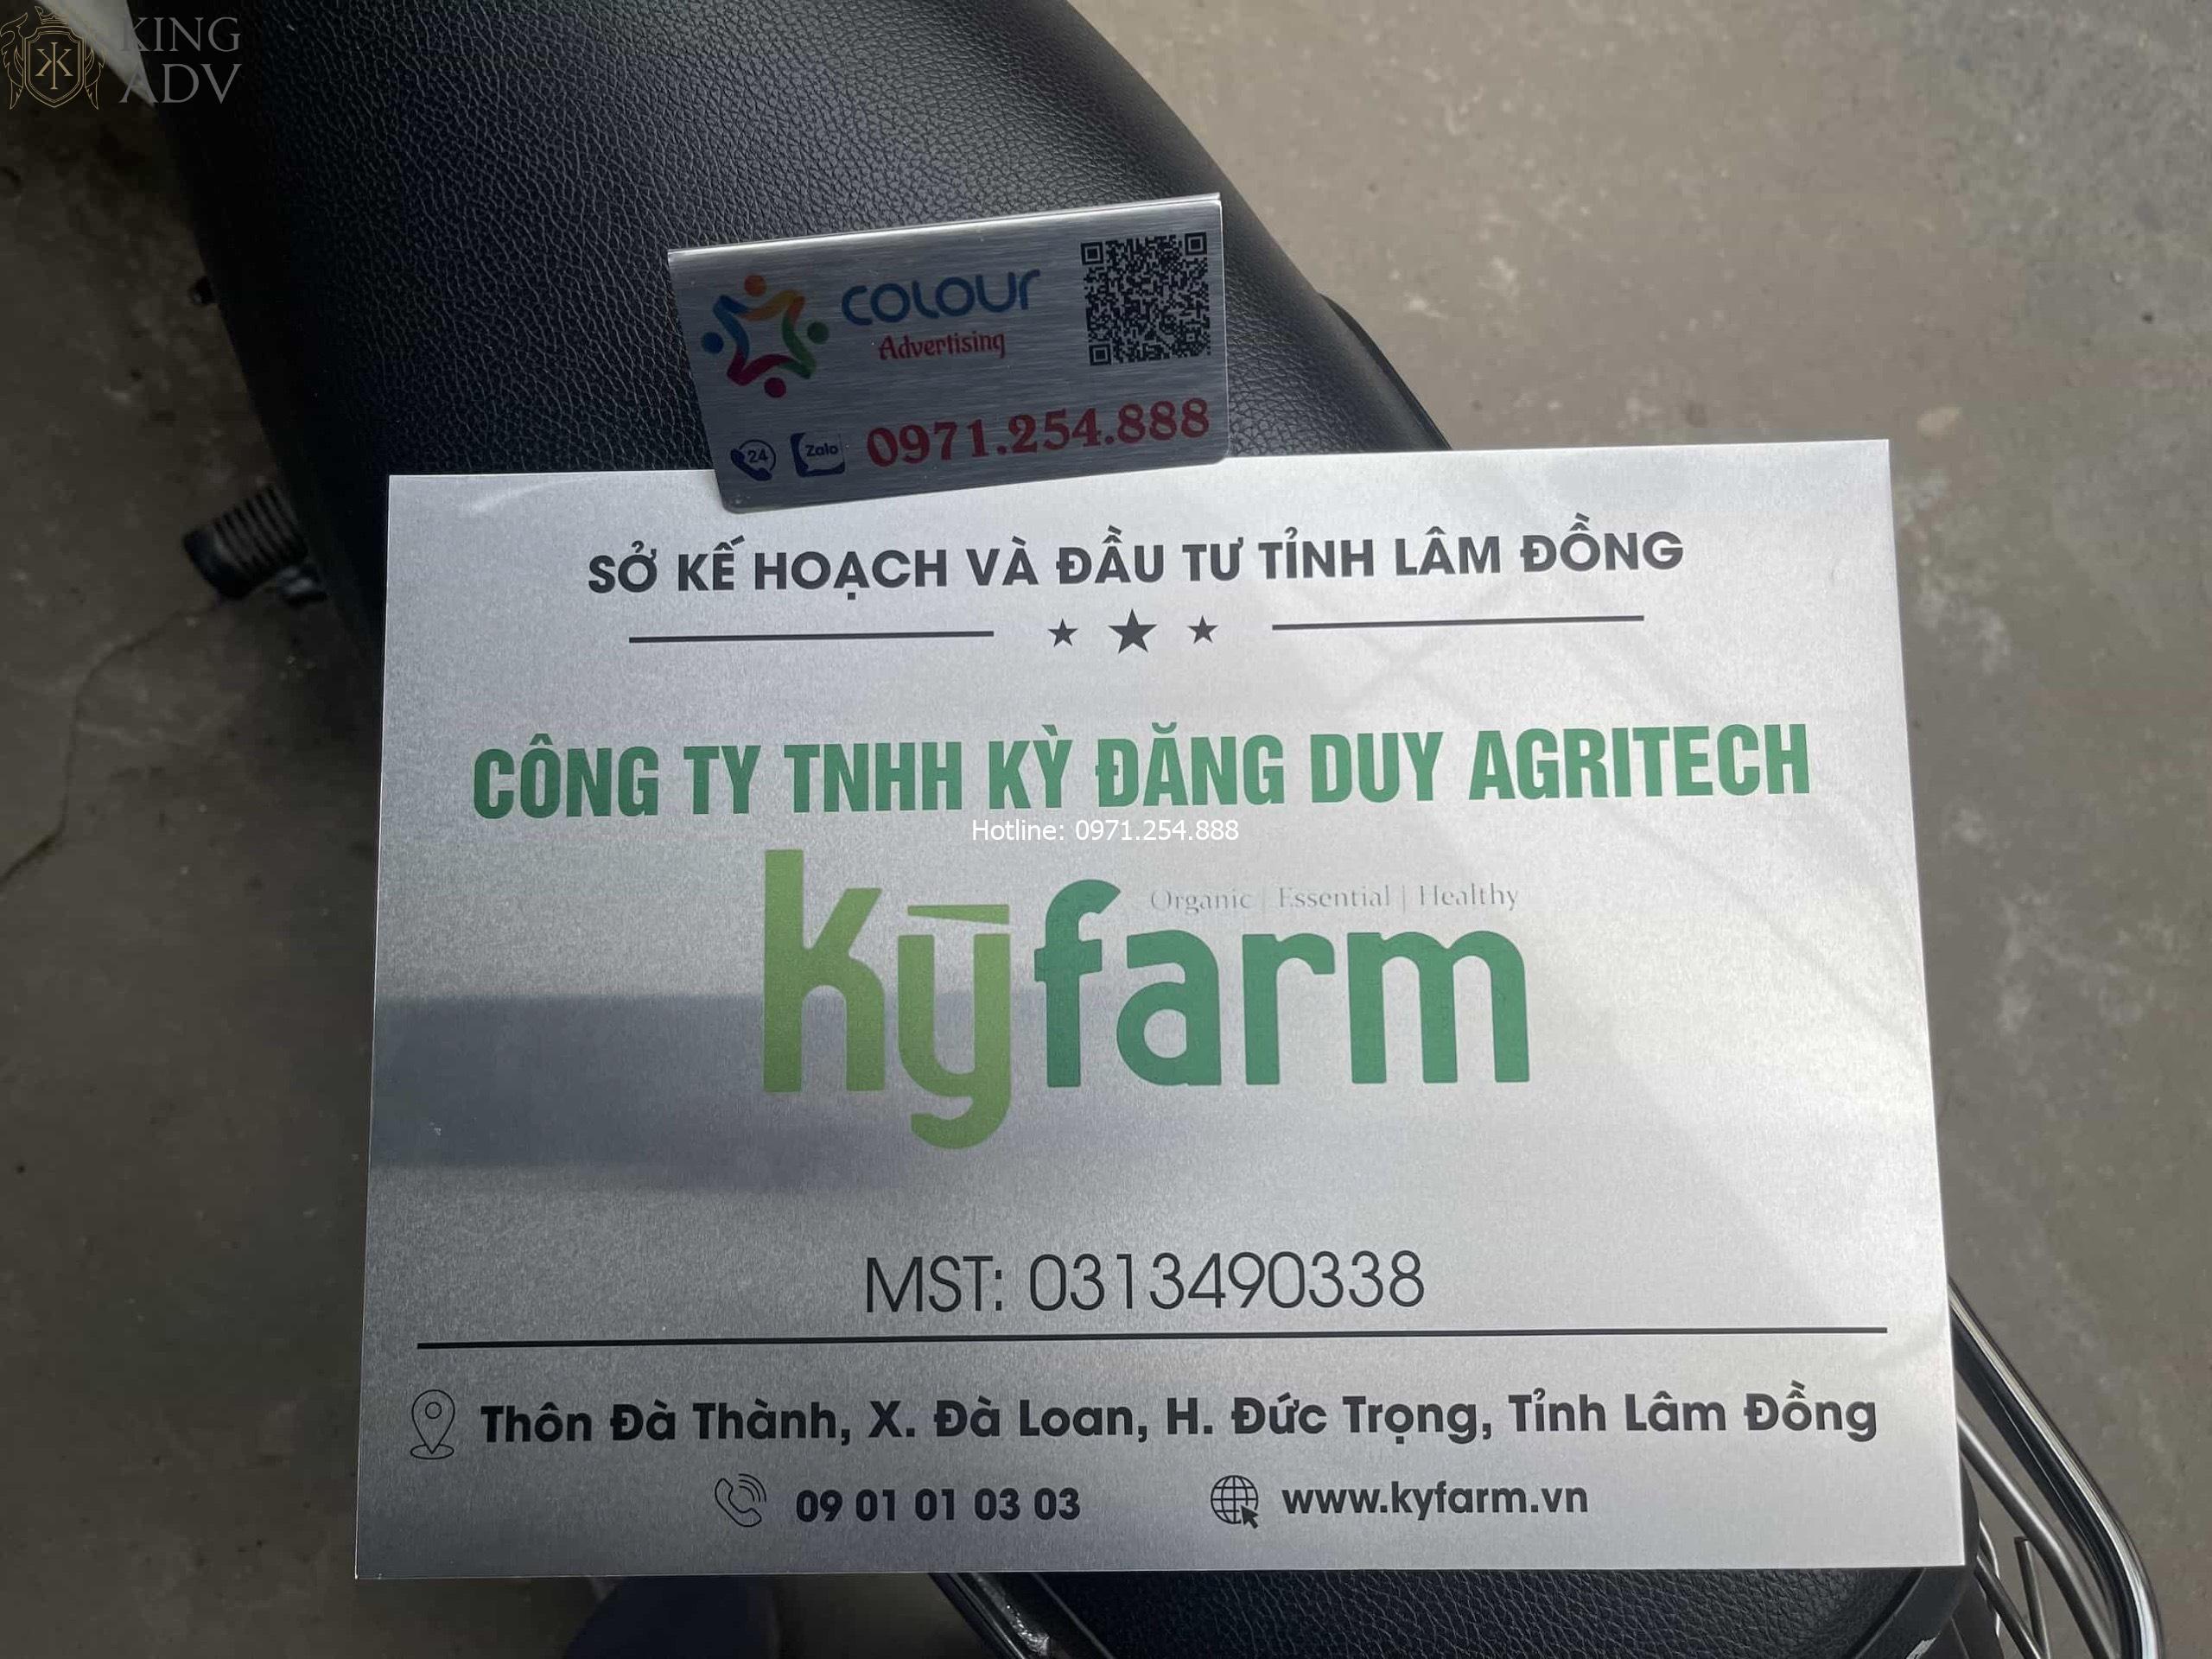 KING
ADV
COLOUr
Advertising
24 Zalo 0971.254.888
SỞ KẾ HOẠCH VÀ ĐẦU TƯ TỈNH LÂM ĐỒNG
CÔNG TY TNHH KỲ ĐĂNG DUY AGRITECH
Hotline: 0971.254.888
Organic | Essential | Healthy
kỳfarm
MST: 0313490338
Thôn Đà Thành, X. Đà Loan, H. Đức Trọng, Tỉnh Lâm Đồng
09 01 01 03 03 www.kyfarm.vn